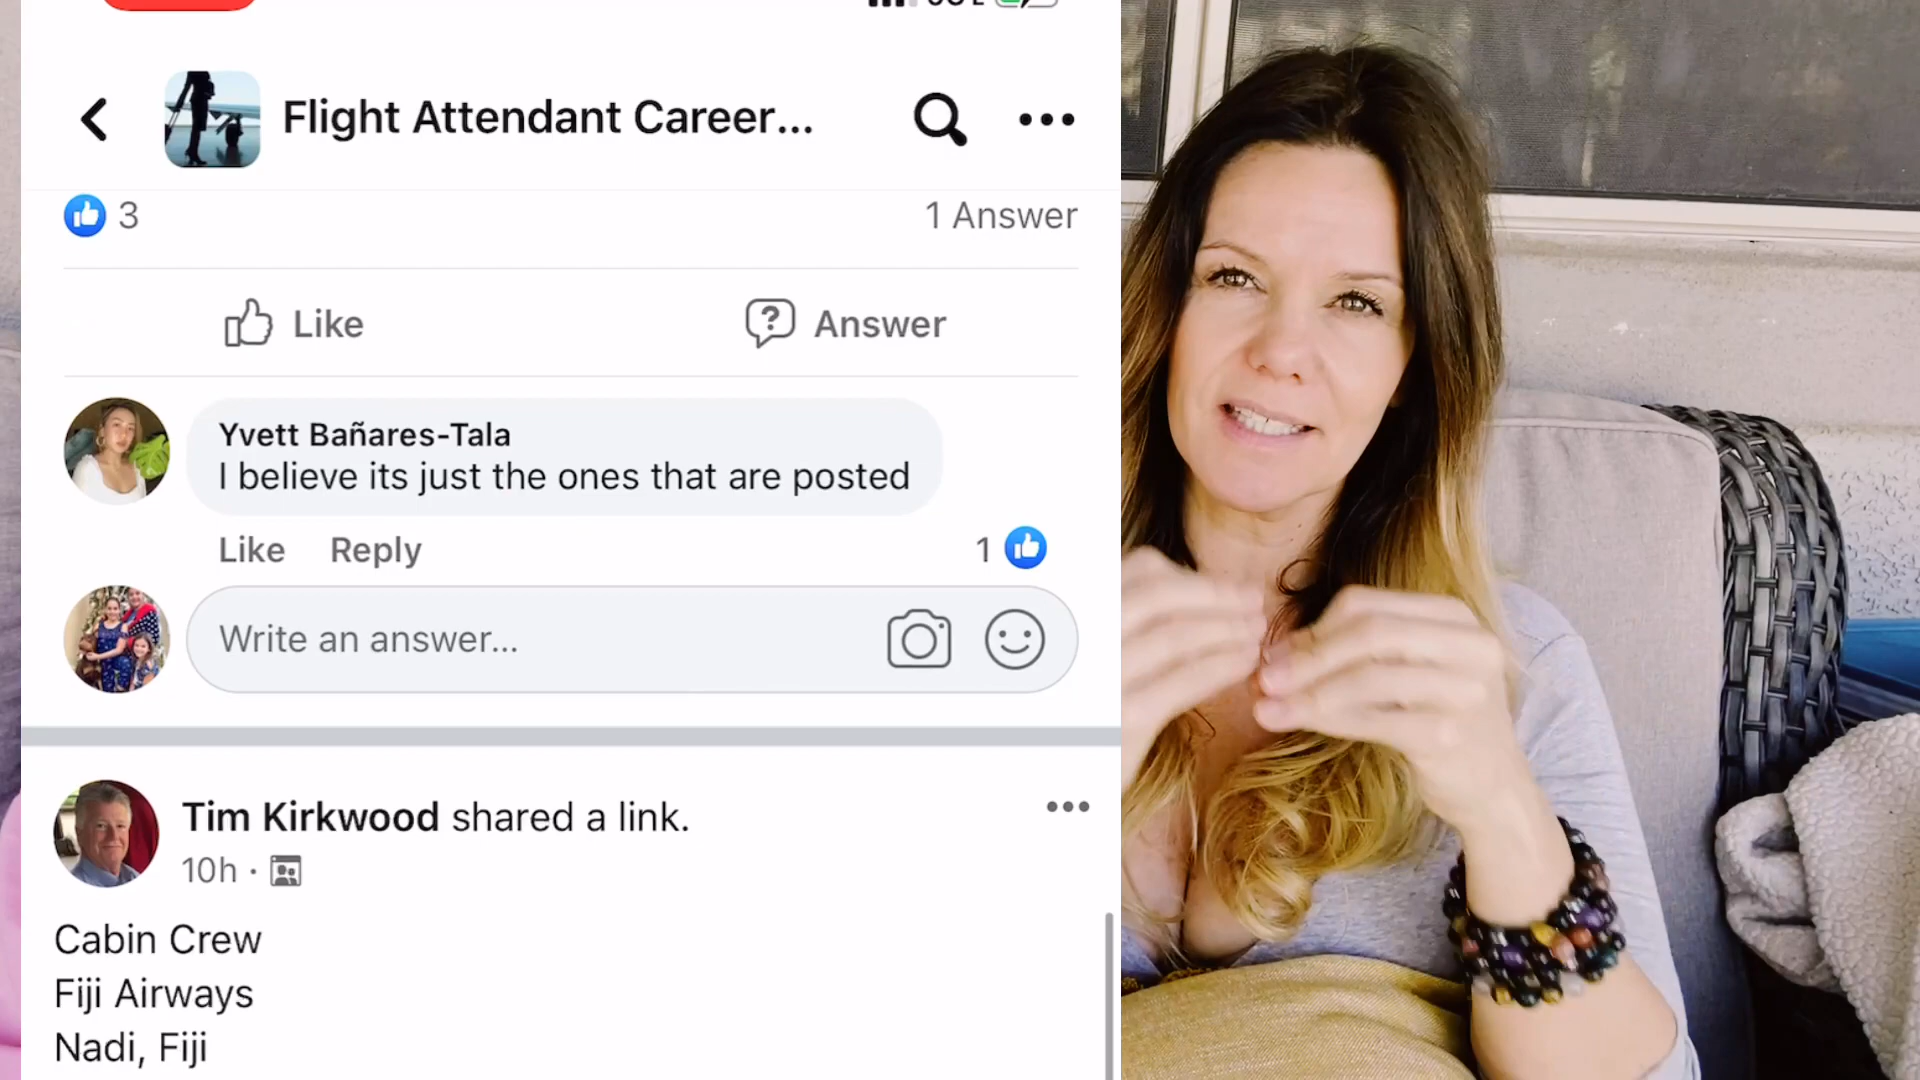 Flight Attendant Career...
3
1 Answer
Like
Answer
Yvett Bañares-Tala
I believe its just the ones that are posted
Like Reply
1
Write an answer...
Tim Kirkwood shared a link.
10h ·
Cabin Crew
Fiji Airways
Nadi, Fiji